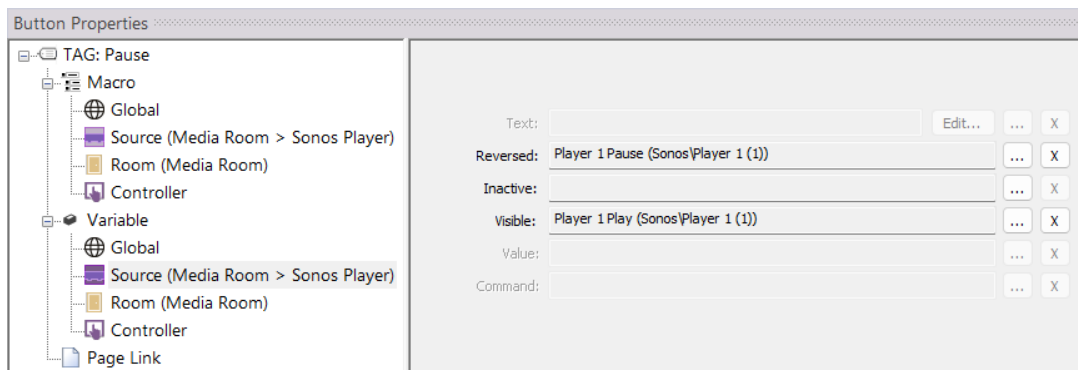 Button Properties
TAG: Pause
Macro
Global
Source (Media Room > Sonos Player)
Room (Media Room)
Controller
Variable
Global
Source (Media Room > Sonos Player)
Room (Media Room)
Controller
Page Link
Text: Edit... ... X
Reversed: Player 1 Pause (Sonos\Player 1 (1)) ... X
Inactive: ... X
Visible: Player 1 Play (Sonos\Player 1 (1)) ... X
Value: ... X
Command: ... X